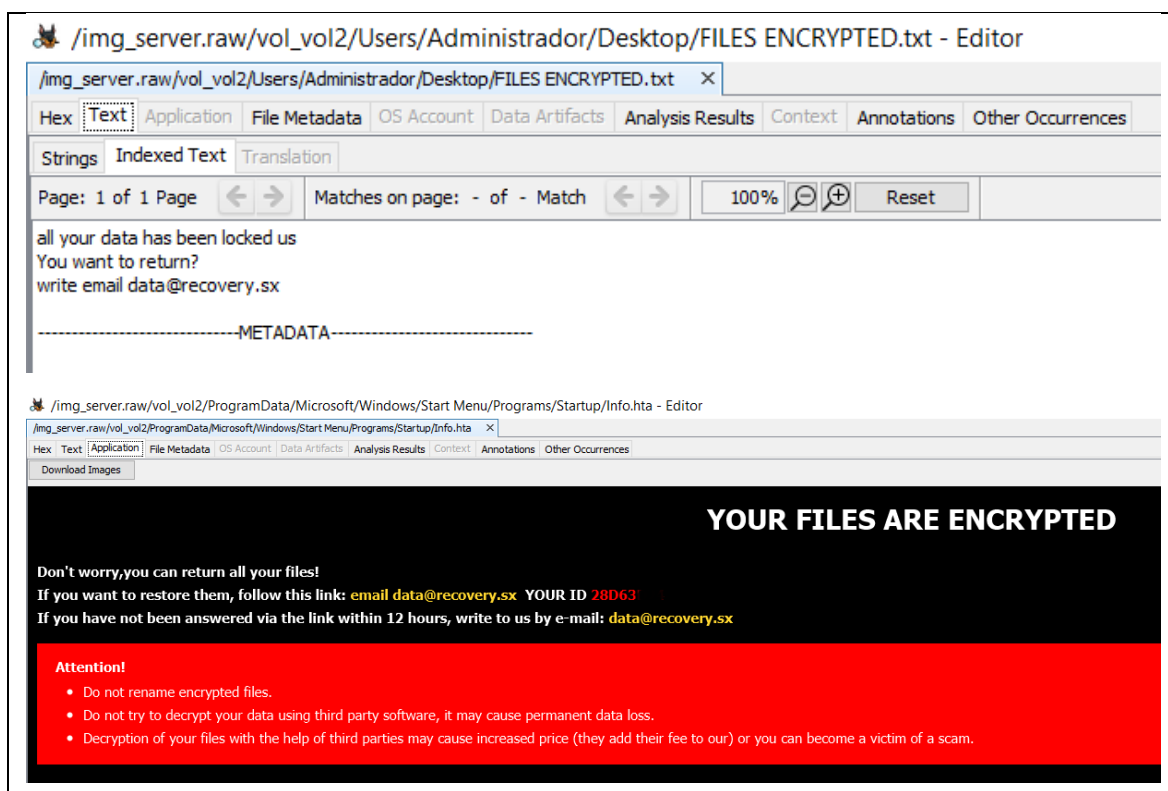 /img_server.raw/vol_vol2/Users/Administrador/Desktop/FILES ENCRYPTED.txt - Editor
/img_server.raw/vol_vol2/Users/Administrador/Desktop/FILES ENCRYPTED.txt ×
Hex Text Application File Metadata OS Account Data Artifacts Analysis Results Context Annotations Other Occurrences
Strings Indexed Text Translation
Page: 1 of 1 Page Matches on page: - of - Match 100% Reset
all your data has been locked us
You want to return?
write email data@recovery.sx
------------------------------METADATA------------------------------
/img_server.raw/vol_vol2/ProgramData/Microsoft/Windows/Start Menu/Programs/Startup/Info.hta - Editor
/img_server.raw/vol_vol2/ProgramData/Microsoft/Windows/Start Menu/Programs/Startup/Info.hta ×
Hex Text Application File Metadata OS Account Data Artifacts Analysis Results Context Annotations Other Occurrences
Download Images
YOUR FILES ARE ENCRYPTED
Don't worry,you can return all your files!
If you want to restore them, follow this link: email data@recovery.sx YOUR ID 28D63
If you have not been answered via the link within 12 hours, write to us by e-mail: data@recovery.sx
Attention!
• Do not rename encrypted files.
• Do not try to decrypt your data using third party software, it may cause permanent data loss.
• Decryption of your files with the help of third parties may cause increased price (they add their fee to our) or you can become a victim of a scam.